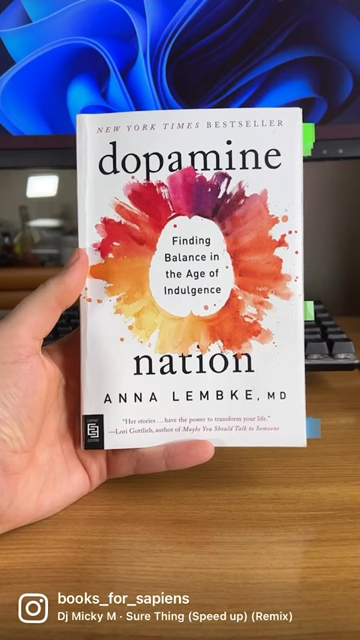 NEW YORK TIMES BESTSELLER
dopamine
Finding
Balance in
the Age of
Indulgence
nation
ANNA LEMBKE, MD
"Her stories... have the power to transform your life."
—Lori Gottlieb, author of Maybe You Should Talk to Someone
books_for_sapiens
Dj Micky M · Sure Thing (Speed up) (Remix)